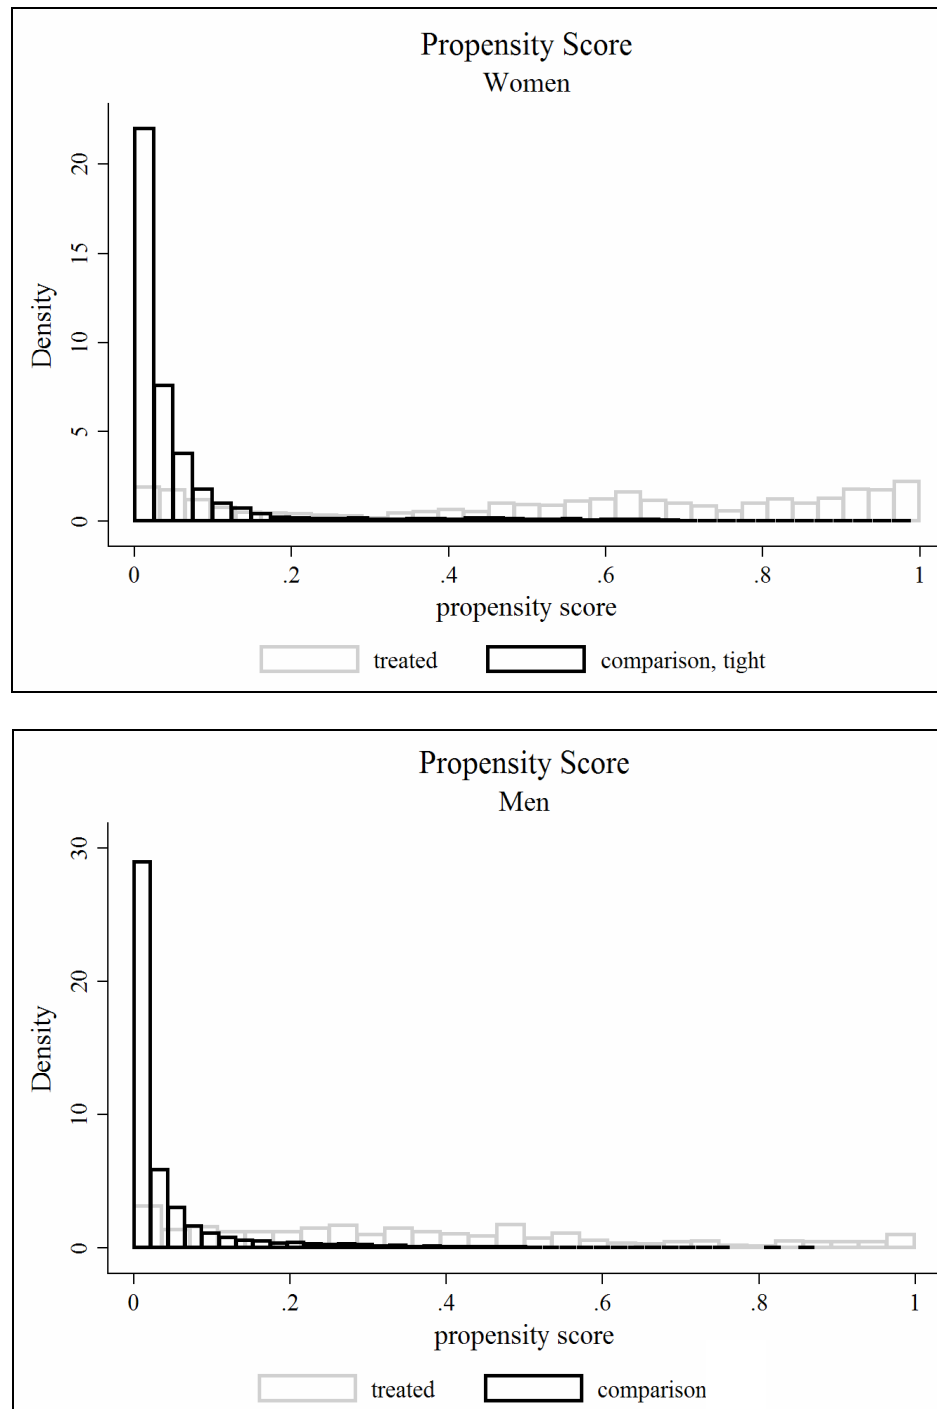 Propensity Score
Women
Density
20
15
10
5
0
0 .2 .4 .6 .8 1
propensity score
treated comparison, tight
Propensity Score
Men
Density
30
20
10
0
0 .2 .4 .6 .8 1
propensity score
treated comparison